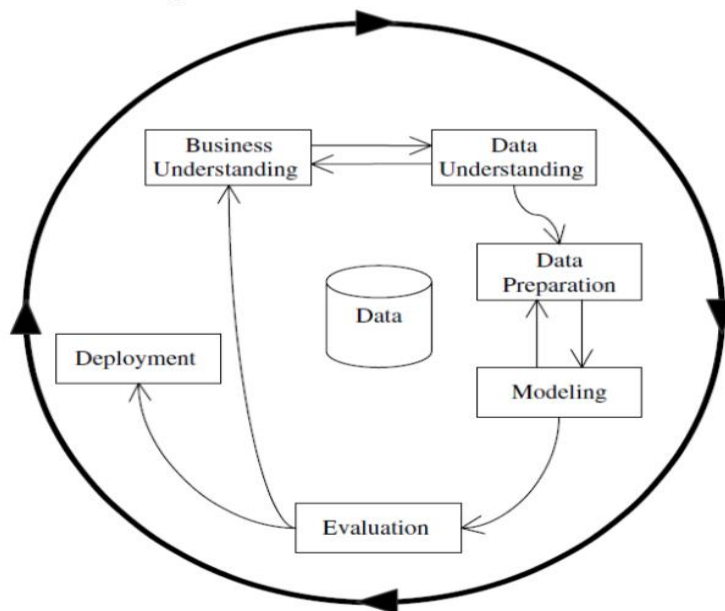 Business
Understanding
Data
Understanding
Data
Preparation
Data
Deployment
Modeling
Evaluation